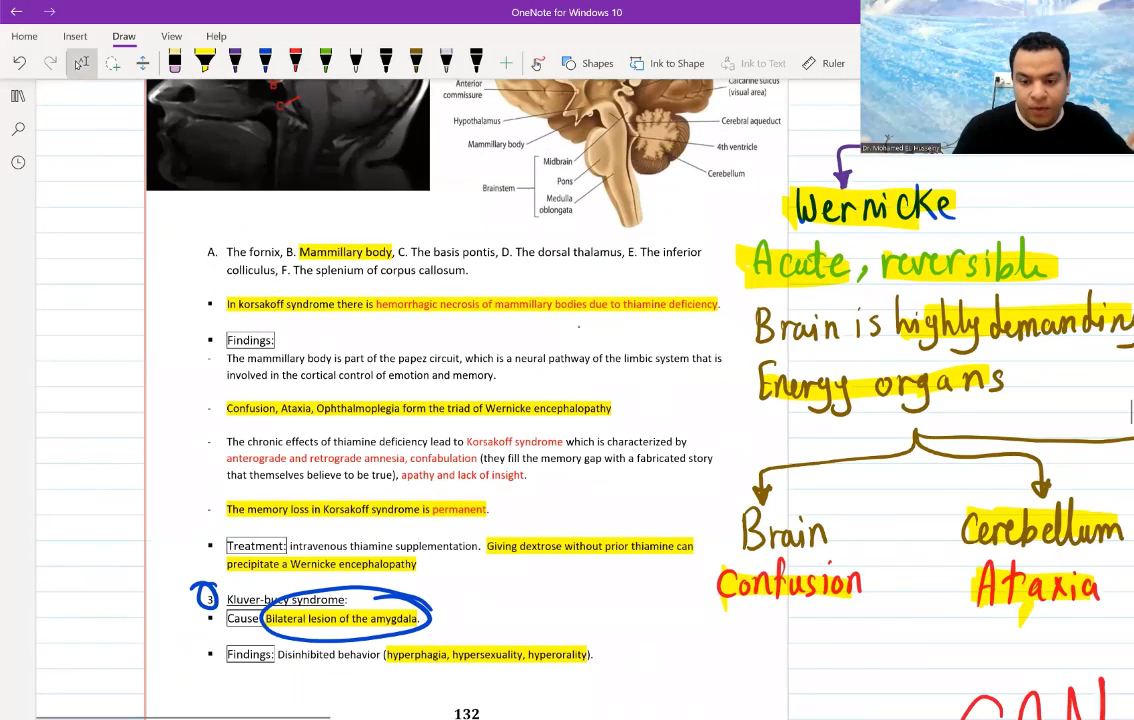 OneNote for Windows 10
Home Insert Draw View Help
Shapes Ink to Shape Ink to Text Ruler
Anterior commissure
Hypothalamus
Mammillary body
Brainstem
Midbrain
Pons
Medulla oblongata
Calcarine sulcus
(visual area)
Cerebral aqueduct
4th ventricle
Cerebellum
B
C
Dr. Mohamed EL Husseiny
A. The fornix, B. Mammillary body, C. The basis pontis, D. The dorsal thalamus, E. The inferior
colliculus, F. The splenium of corpus callosum.
▪ In korsakoff syndrome there is hemorrhagic necrosis of mammillary bodies due to thiamine deficiency.
▪ Findings:
- The mammillary body is part of the papez circuit, which is a neural pathway of the limbic system that is
involved in the cortical control of emotion and memory.
- Confusion, Ataxia, Ophthalmoplegia form the triad of Wernicke encephalopathy
- The chronic effects of thiamine deficiency lead to Korsakoff syndrome which is characterized by
anterograde and retrograde amnesia, confabulation (they fill the memory gap with a fabricated story
that themselves believe to be true), apathy and lack of insight.
- The memory loss in Korsakoff syndrome is permanent.
▪ Treatment: intravenous thiamine supplementation. Giving dextrose without prior thiamine can
precipitate a Wernicke encephalopathy
3 Kluver-bucy syndrome:
▪ Cause Bilateral lesion of the amygdala.
▪ Findings: Disinhibited behavior (hyperphagia, hypersexuality, hyperorality).
132
Wernicke
Acute, reversible
Brain is highly demanding
Energy organs
Brain
Confusion
Cerebellum
Ataxia